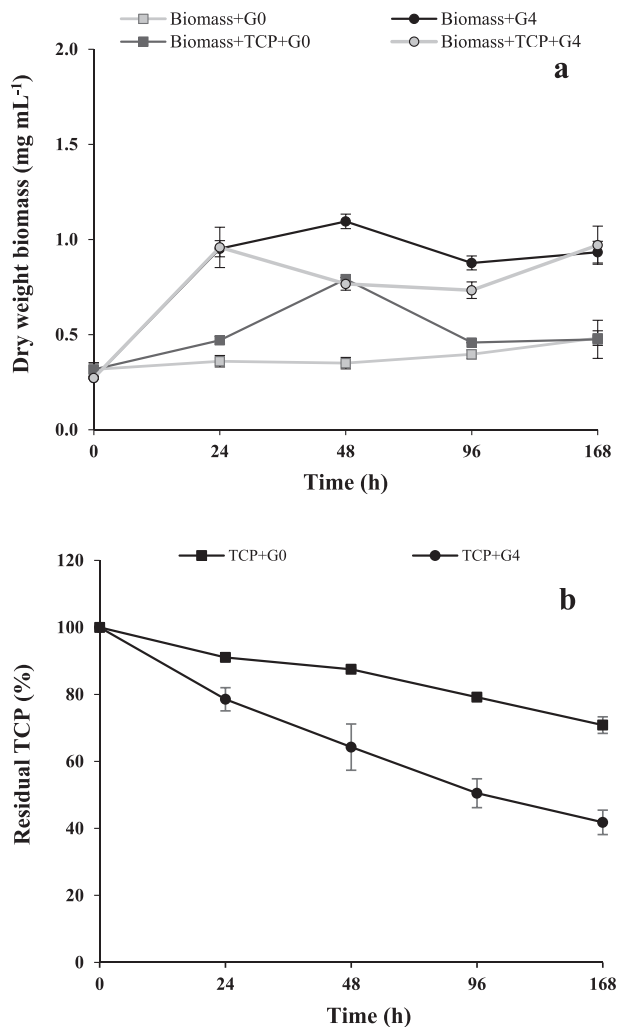 Biomass+G0 Biomass+G4
Biomass+TCP+G0 Biomass+TCP+G4
a
2.0
1.5
1.0
0.5
0.0
Dry weight biomass (mg mL⁻¹)
0 24 48 96 168
Time (h)
TCP+G0 TCP+G4
b
120
100
80
60
40
20
0
Residual TCP (%)
0 24 48 96 168
Time (h)